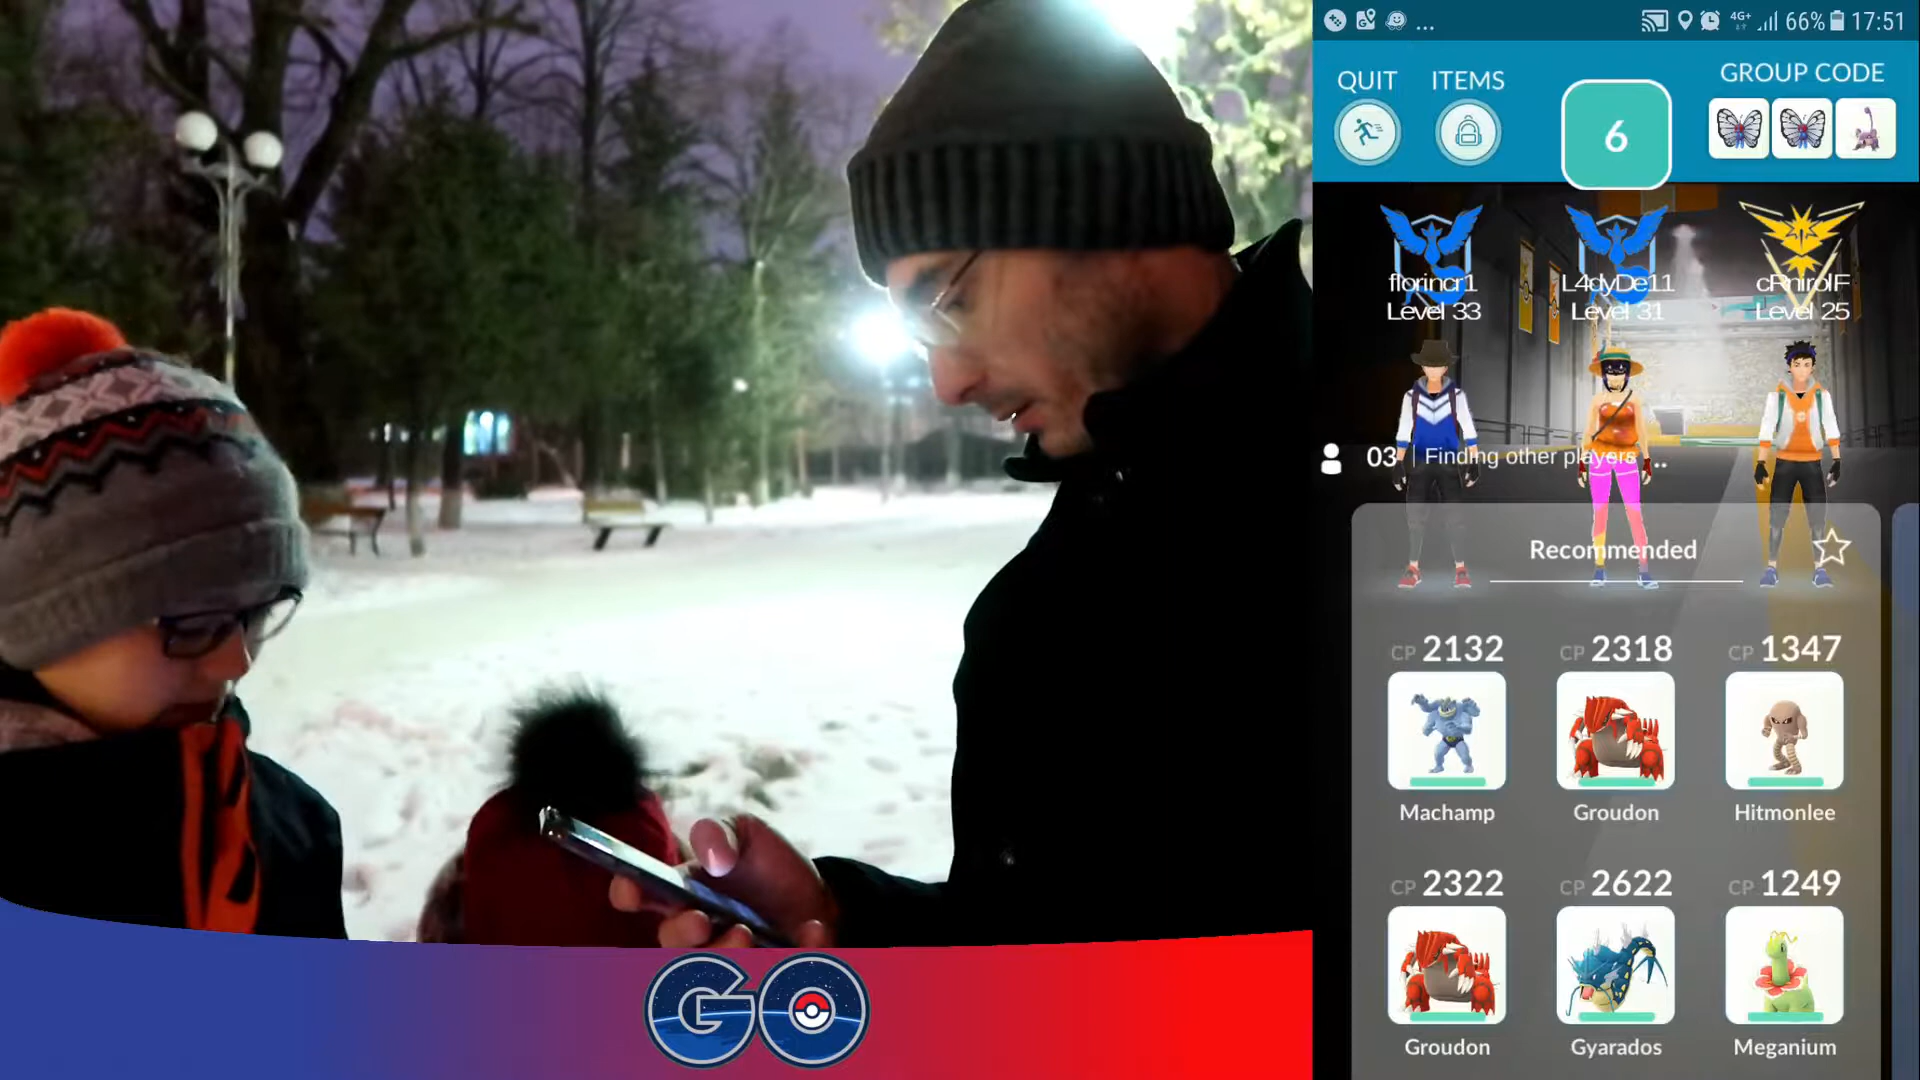 ... 4G+ 66% 17:51
QUIT ITEMS GROUP CODE
6
florincr1 L4dyDe11 cRnirolF
Level 33 Level 31 Level 25
03 | Finding other players ..
Recommended
CP 2132 CP 2318 CP 1347
Machamp Groudon Hitmonlee
CP 2322 CP 2622 CP 1249
Groudon Gyarados Meganium
GO